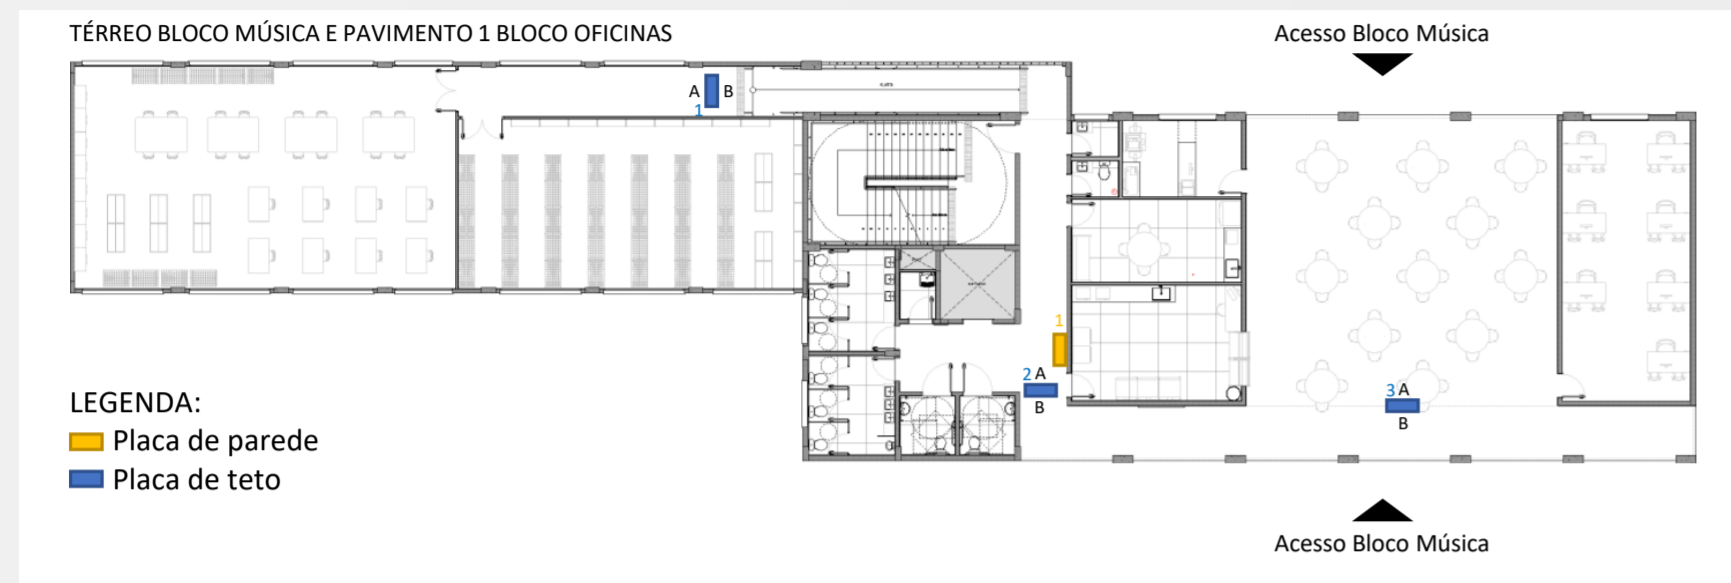 TÉRREO BLOCO MÚSICA E PAVIMENTO 1 BLOCO OFICINAS
Acesso Bloco Música
A B
1
1
2 A
B
3 A
B
LEGENDA:
Placa de parede
Placa de teto
Acesso Bloco Música